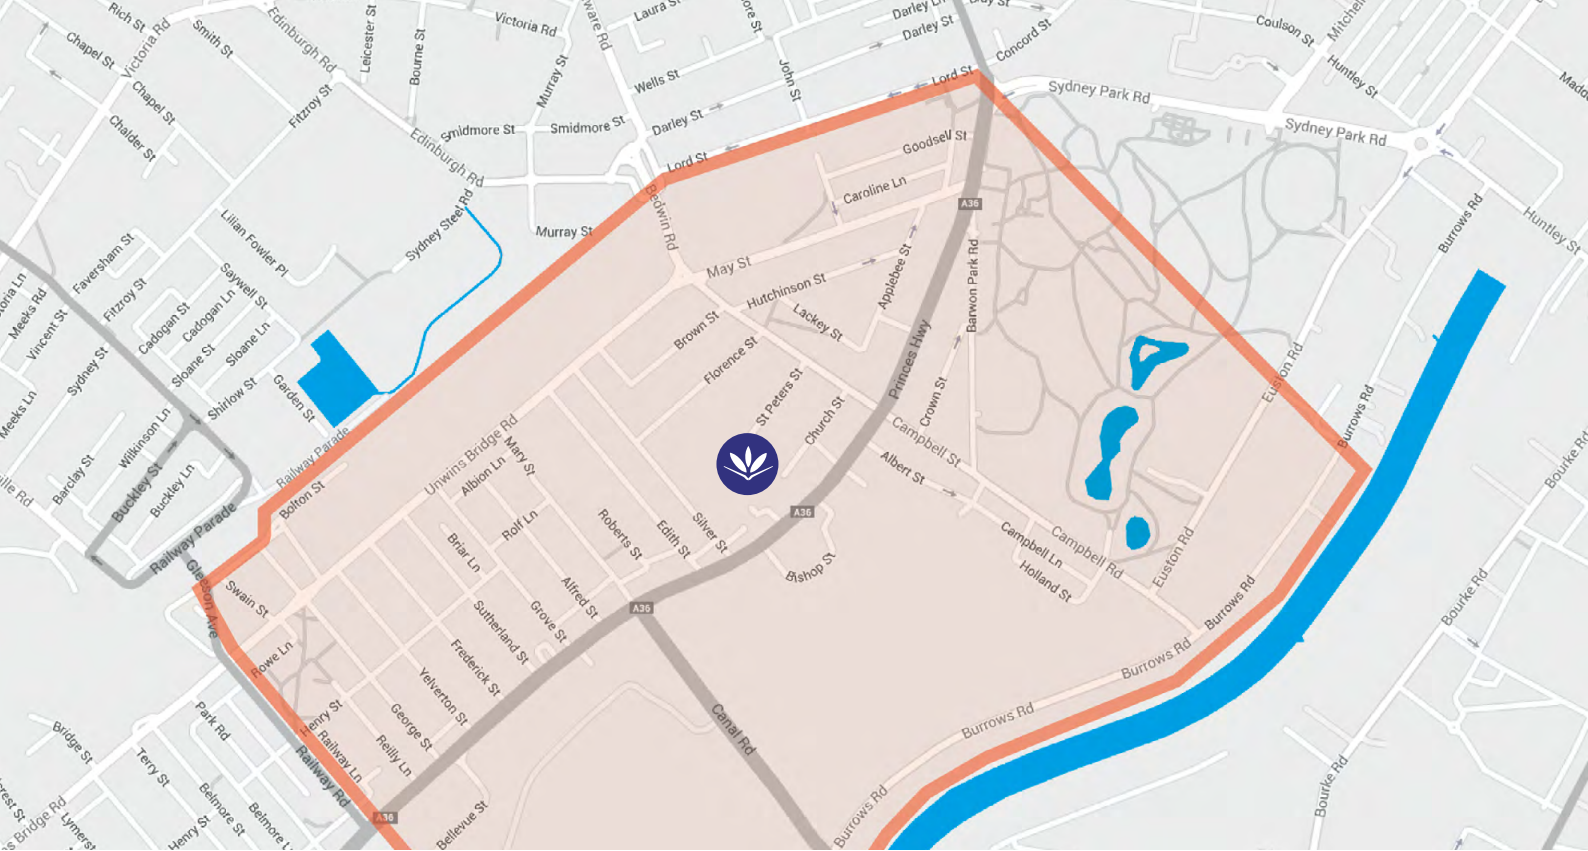 Rich St
Victoria Rd
Smith St
Edinburgh Rd
Leicester St
Bourne St
Victoria Rd
Laura St
Darley St
Concord St
Coulson St
Huntley St
Chapel St
Chapel St
Fitzroy St
Murray St
Wells St
John St
Lord St
Sydney Park Rd
Sydney Park Rd
Chalder St
Edinburgh Rd
Smidmore St
Smidmore St
Darley St
Lord St
Goodsell St
Caroline Ln
A36
Burrows Rd
Huntley St
Bedwin Rd
Sydney Steel Rd
Murray St
Lilian Fowler Pl
Faversham St
Fitzroy St
Saywell St
Cadogan St
Cadogan Ln
Sloane St
Sloane Ln
May St
Hutchinson St
Applebee St
Barwon Park Rd
Meeks Rd
Vincent St
Sydney St
Meeks Ln
Shirlow St
Garden St
Brown St
Lackey St
Florence St
Princes Hwy
St Peters St
Church St
Crown St
Euston Rd
Burrows Rd
Wilkinson Ln
Barclay St
Buckley St
Buckley Ln
Railway Parade
Railway Parade
Bolton St
Unwins Bridge Rd
Mary St
Albion Ln
Campbell St
Albert St
Bourke Rd
Rolf Ln
Briar Ln
Roberts St
Edith St
Silver St
A36
Bishop St
Campbell Ln
Campbell Rd
Holland St
Euston Rd
Burrows Rd
Bourke Rd
Gleeson Ave
Swain St
Alfred St
Grove St
A36
Sutherland St
Rowe Ln
Frederick St
Burrows Rd
Yelverton St
George St
Henry St
Railway Ln
Reilly Ln
Canal Rd
Burrows Rd
Park Rd
Bridge St
Terry St
Railway Rd
Belmore St
Henry St
A36
Bellevue St
Burrows Rd
Bourke Rd